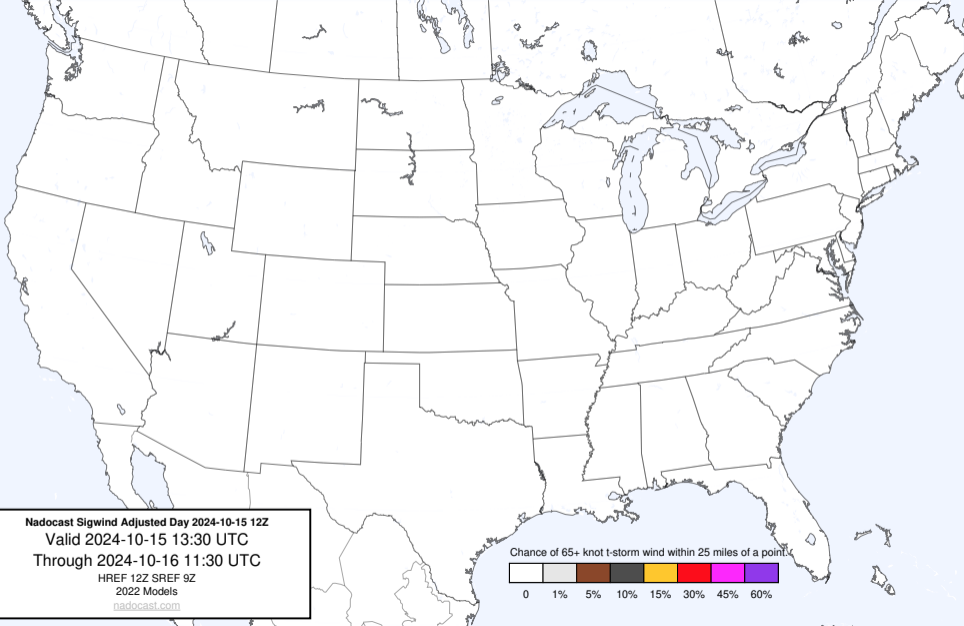 Nadocast Sigwind Adjusted Day 2024-10-15 12Z
Valid 2024-10-15 13:30 UTC
Through 2024-10-16 11:30 UTC
HREF 12Z SREF 9Z
2022 Models
nadocast.com
Chance of 65+ knot t-storm wind within 25 miles of a point.
0 1% 5% 10% 15% 30% 45% 60%